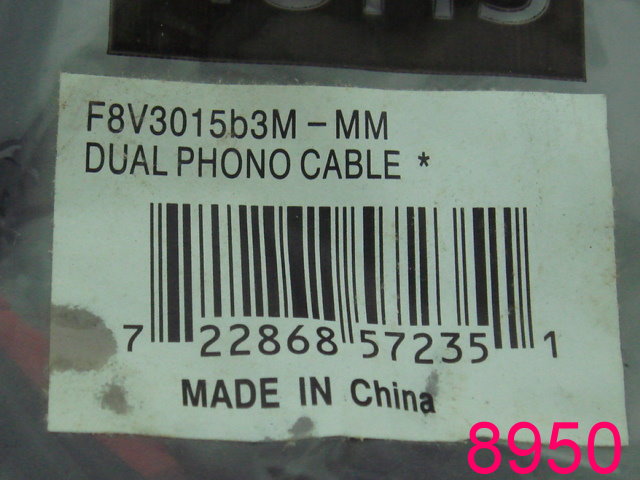 F8V3015b3M-MM
DUAL PHONO CABLE *
7 22868 57235 1
MADE IN China
8950